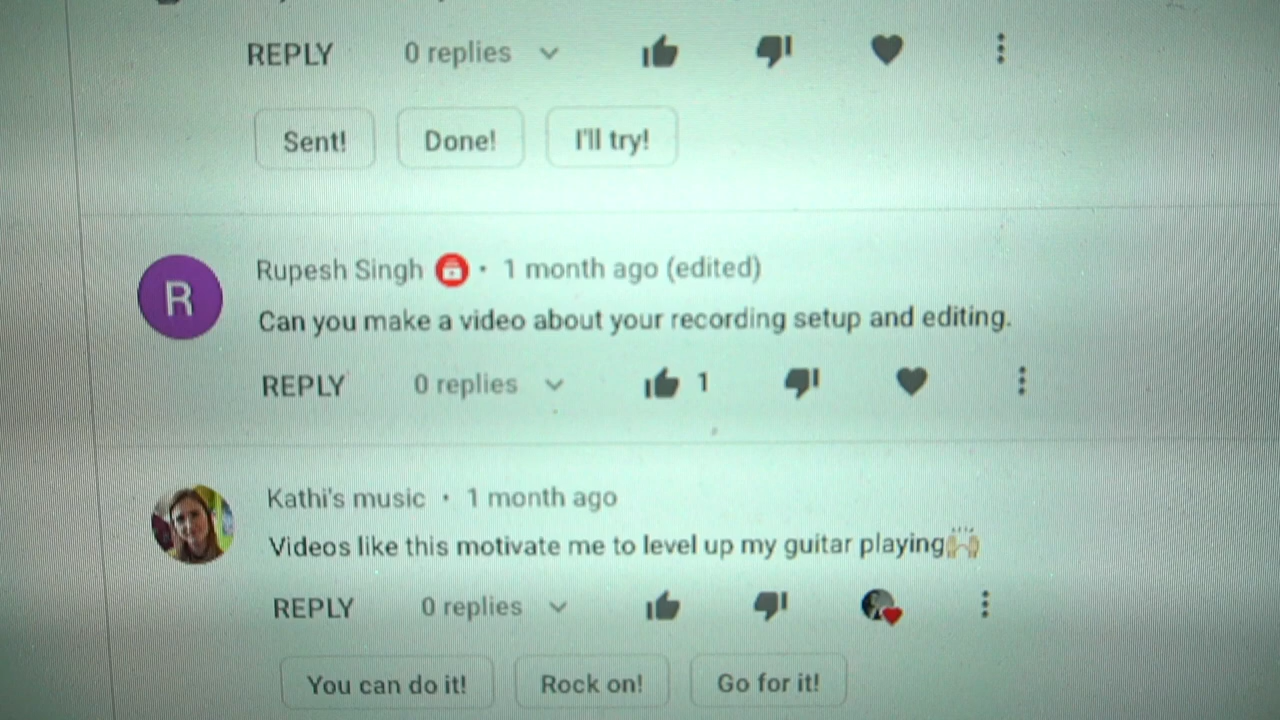 REPLY 0 replies
Sent! Done! I'll try!
R
Rupesh Singh · 1 month ago (edited)
Can you make a video about your recording setup and editing.
REPLY 0 replies 1
Kathi's music · 1 month ago
Videos like this motivate me to level up my guitar playing🙌🏼
REPLY 0 replies
You can do it! Rock on! Go for it!